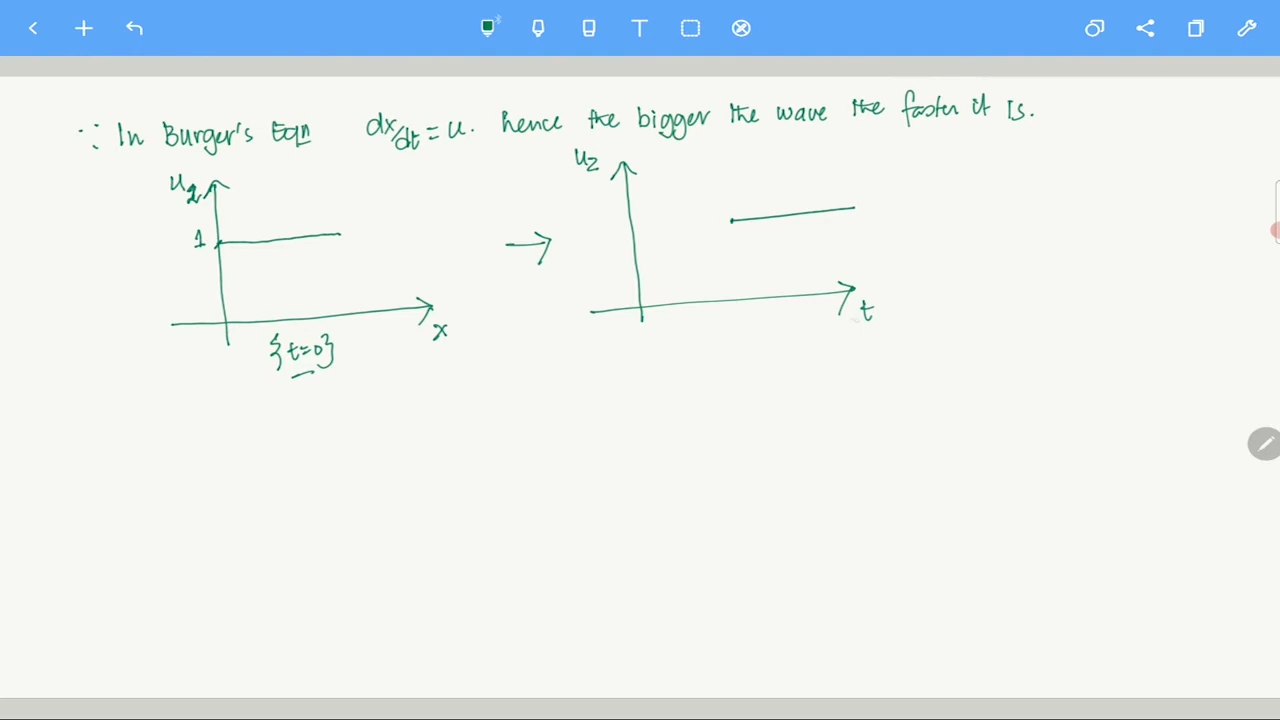 ∵ In Burger's Eqn dx/dt = u. hence the bigger the wave the faster it is.
u2
1
x
{t=0}
→
u2
t